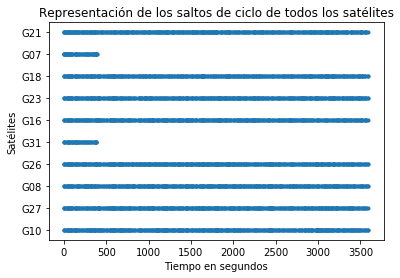 Representación de los saltos de ciclo de todos los satélites
G21
G07
G18
G23
G16
G31
G26
G08
G27
G10
Satélites
0 500 1000 1500 2000 2500 3000 3500
Tiempo en segundos